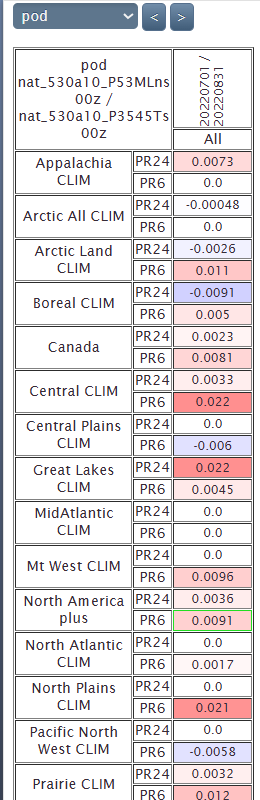 pod
<
>
pod
nat_530a10_P53MLns
00z /
nat_530a10_P3545Ts
00z
20220701 /
20220831
All
Appalachia
CLIM
PR24 0.0073
PR6 0.0
Arctic All CLIM
PR24 -0.00048
PR6 0.0
Arctic Land
CLIM
PR24 -0.0026
PR6 0.011
Boreal CLIM
PR24 -0.0091
PR6 0.005
Canada
PR24 0.0023
PR6 0.0081
Central CLIM
PR24 0.0033
PR6 0.022
Central Plains
CLIM
PR24 0.0
PR6 -0.006
Great Lakes
CLIM
PR24 0.022
PR6 0.0045
MidAtlantic
CLIM
PR24 0.0
PR6 0.0
Mt West CLIM
PR24 0.0
PR6 0.0096
North America
plus
PR24 0.0036
PR6 0.0091
North Atlantic
CLIM
PR24 0.0
PR6 0.0017
North Plains
CLIM
PR24 0.0
PR6 0.021
Pacific North
West CLIM
PR24 0.0
PR6 -0.0058
Prairie CLIM
PR24 0.0032
PR6 0.012